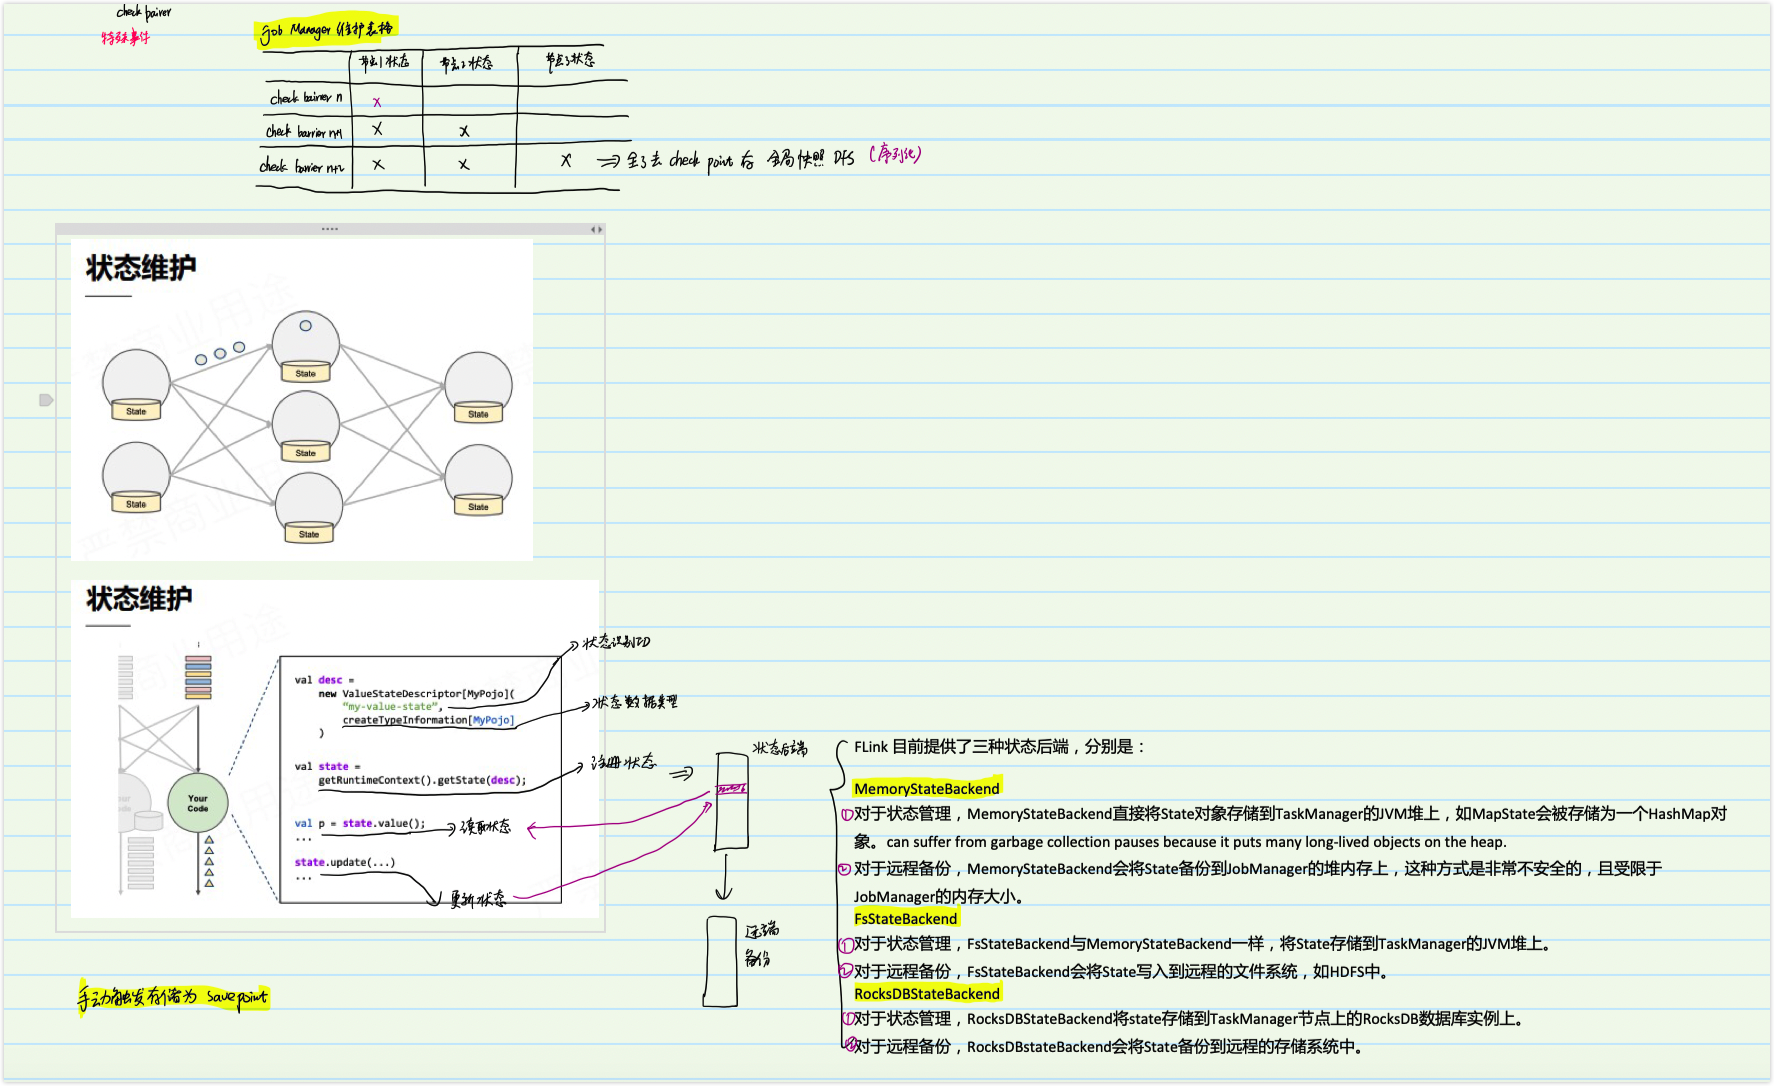 check bairer
特殊事件
job Manager 维护表格
节点1状态 节点2状态 节点3状态
check bairrer n X
check barrier n+1 X X
check barrier n+2 X X X ⇒ 全了去 check point 存 全局快照 DFS (序列化)
状态维护
State
State
State
State
State
State
State
状态维护
val desc =
new ValueStateDescriptor[MyPojo](
"my-value-state",
createTypeInformation[MyPojo]
)
val state =
getRuntimeContext().getState(desc);
val p = state.value();
...
state.update(...)
...
Your
Code
状态识别ID
状态数据类型
注册状态
读取状态
更新状态
状态后端
远端
备份
手动触发存储为 savepoint
FLink 目前提供了三种状态后端，分别是：
MemoryStateBackend
①对于状态管理，MemoryStateBackend直接将State对象存储到TaskManager的JVM堆上，如MapState会被存储为一个HashMap对
象。can suffer from garbage collection pauses because it puts many long-lived objects on the heap.
②对于远程备份，MemoryStateBackend会将State备份到JobManager的堆内存上，这种方式是非常不安全的，且受限于
JobManager的内存大小。
FsStateBackend
①对于状态管理，FsStateBackend与MemoryStateBackend一样，将State存储到TaskManager的JVM堆上。
②对于远程备份，FsStateBackend会将State写入到远程的文件系统，如HDFS中。
RocksDBStateBackend
①对于状态管理，RocksDBStateBackend将state存储到TaskManager节点上的RocksDB数据库实例上。
②对于远程备份，RocksDBstateBackend会将State备份到远程的存储系统中。